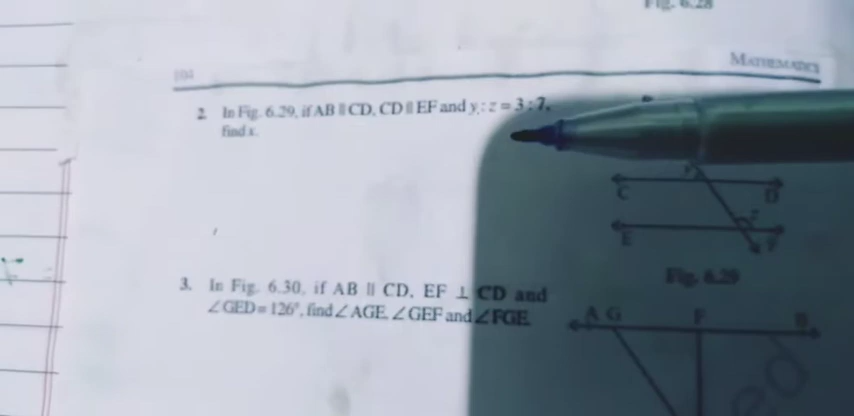 Fig. 6.28
104
MATHEMATICS
2. In Fig. 6.29, if AB || CD, CD || EF and y : z = 3 : 7,
find x.
C
D
z
E
F
Fig. 6.29
3. In Fig. 6.30, if AB || CD, EF ⊥ CD and
∠GED = 126°, find ∠AGE, ∠GEF and ∠FGE.
A G F B
ed